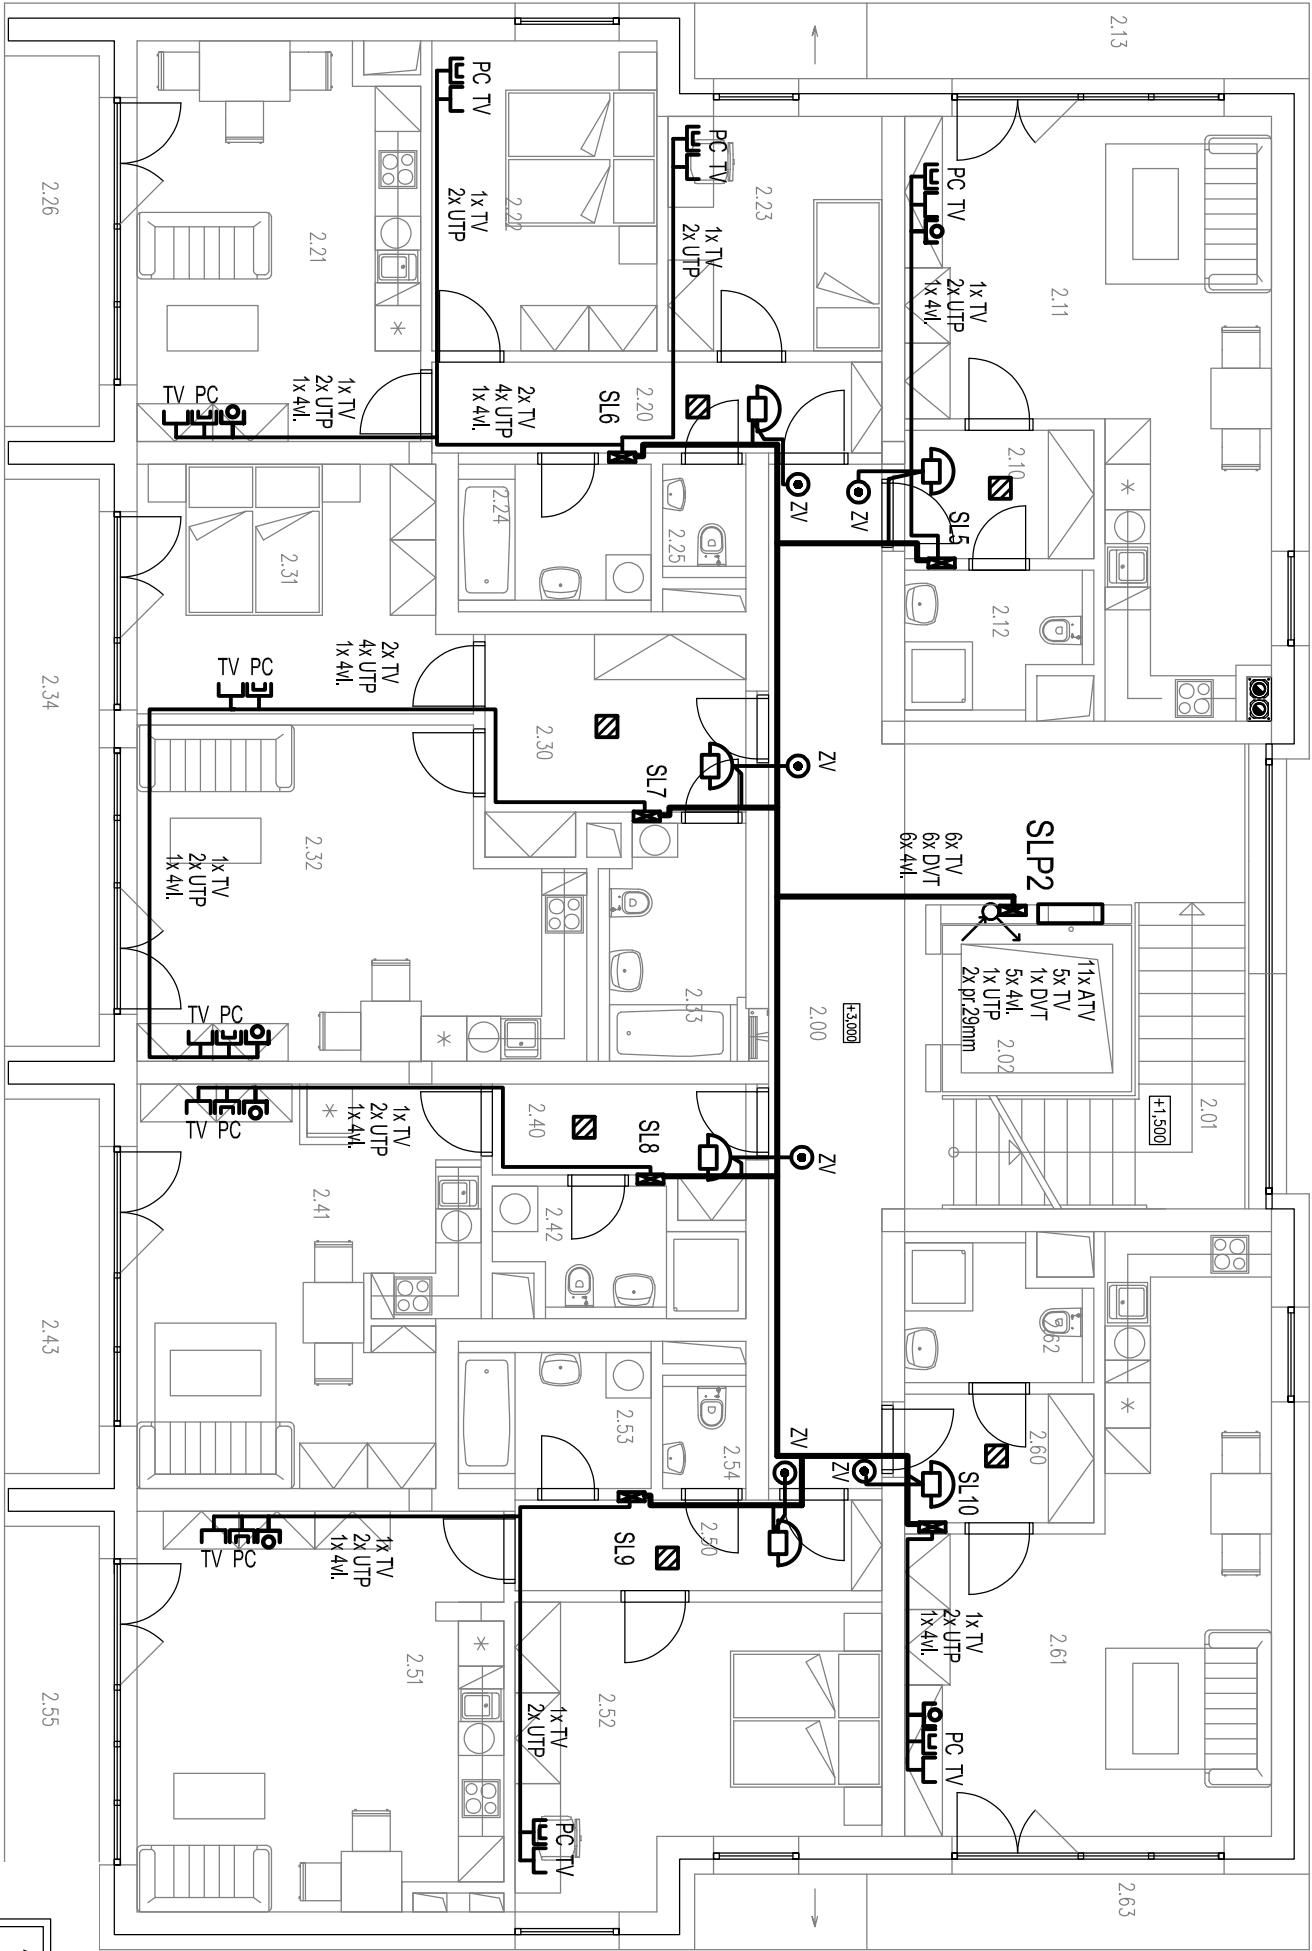 2.13
2.23
2.11
2.10
2.12
PC TV
1x TV
2x UTP
1x 4vl.
SL5
PC TV
1x TV
2x UTP
PC TV
1x TV
2x UTP
2.22
2.26
2.21
TV PC
1x TV
2x UTP
1x 4vl.
2x TV
4x UTP
1x 4vl.
SL6
2.20
ZV
ZV
2.24
2.25
2.31
2.34
TV PC
2x TV
4x UTP
1x 4vl.
2.30
SL7
ZV
2.32
1x TV
2x UTP
1x 4vl.
TV PC
2.33
2.00
+3,000
SLP2
6x TV
6x DVT
6x 4vl.
11x ATV
5x TV
1x DVT
5x 4vl.
1x UTP
2x pr.29mm
2.02
2.01
+1,500
TV PC
1x TV
2x UTP
1x 4vl.
2.40
SL8
ZV
2.41
2.42
2.43
2.53
2.54
ZV
ZV
2.60
SL10
2.50
SL9
TV PC
1x TV
2x UTP
1x 4vl.
2.51
2.52
2.55
1x TV
2x UTP
PC TV
1x TV
2x UTP
1x 4vl.
PC TV
2.61
2.63